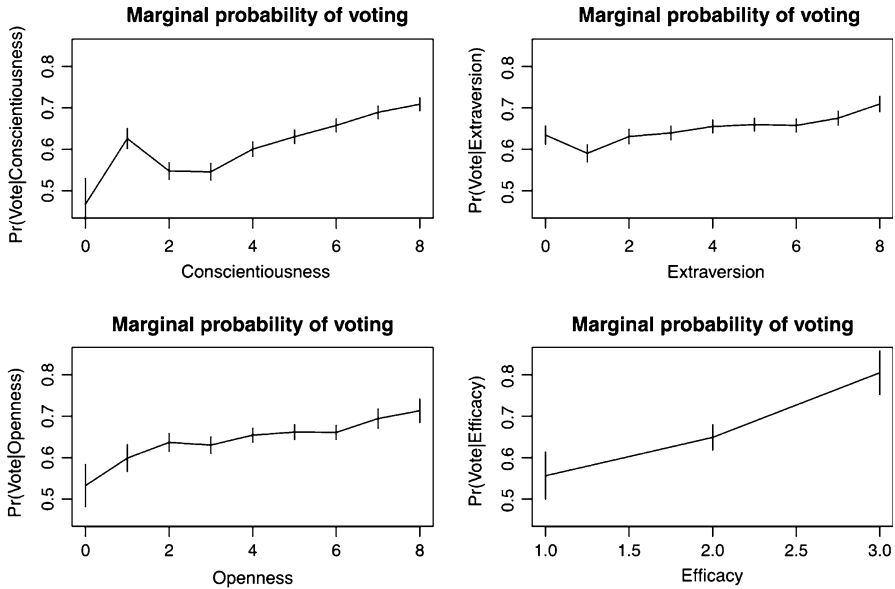 Marginal probability of voting
Pr(Vote|Conscientiousness)
0.8
0.7
0.6
0.5
0 2 4 6 8
Conscientiousness
Marginal probability of voting
Pr(Vote|Extraversion)
0.8
0.7
0.6
0.5
0 2 4 6 8
Extraversion
Marginal probability of voting
Pr(Vote|Openness)
0.8
0.7
0.6
0.5
0 2 4 6 8
Openness
Marginal probability of voting
Pr(Vote|Efficacy)
0.8
0.7
0.6
0.5
1.0 1.5 2.0 2.5 3.0
Efficacy